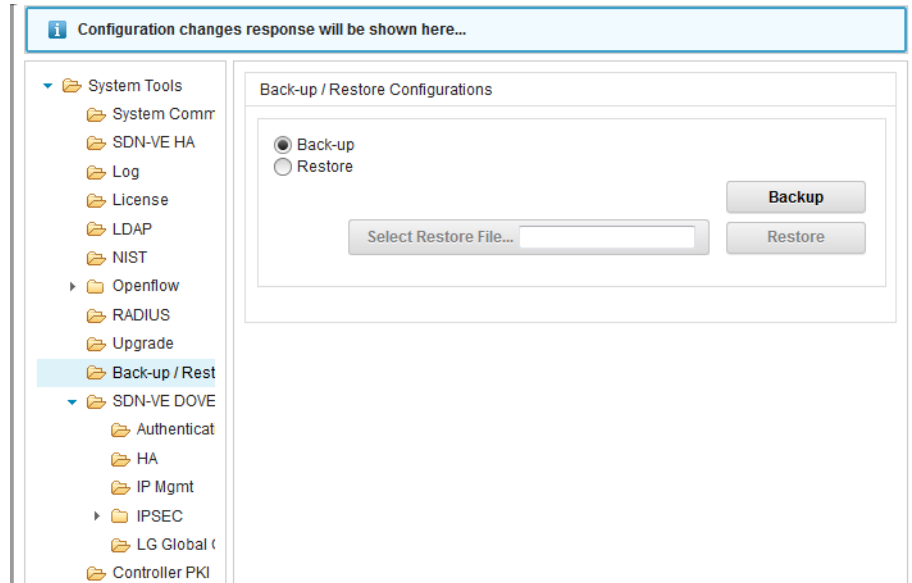 Configuration changes response will be shown here...
System Tools
System Comm
SDN-VE HA
Log
License
LDAP
NIST
Openflow
RADIUS
Upgrade
Back-up / Rest
SDN-VE DOVE
Authenticati
HA
IP Mgmt
IPSEC
LG Global
Controller PKI
Back-up / Restore Configurations
Back-up
Restore
Backup
Select Restore File...
Restore